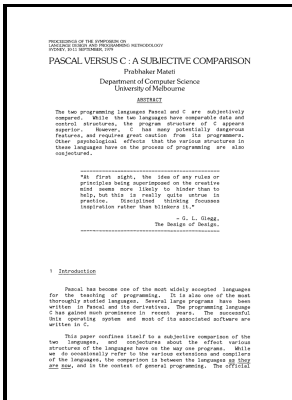 PROCEEDINGS OF THE SYMPOSIUM ON
LANGUAGE DESIGN AND PROGRAMMING METHODOLOGY
SYDNEY, 10-11 SEPTEMBER, 1979
PASCAL VERSUS C : A SUBJECTIVE COMPARISON
Prabhaker Mateti
Department of Computer Science
University of Melbourne
ABSTRACT
The two programming languages Pascal and C are subjectively
compared. While the two languages have comparable data and
control structures, the program structure of C appears
superior. However, C has many potentially dangerous
features, and requires great caution from its programmers.
Other psychological effects that the various structures in
these languages have on the process of programming are also
conjectured.
"At first sight, the idea of any rules or
principles being superimposed on the creative
mind seems more likely to hinder than to
help, but this is really quite untrue in
practice. Disciplined thinking focusses
inspiration rather than blinkers it."
- G. L. Glegg,
The Design of Design.
1 Introduction
Pascal has become one of the most widely accepted languages
for the teaching of programming. It is also one of the most
thoroughly studied languages. Several large programs have been
written in Pascal and its derivatives. The programming language
C has gained much prominence in recent years. The successful
Unix operating system and most of its associated software are
written in C.
This paper confines itself to a subjective comparison of the
two languages, and conjectures about the effect various
structures of the languages have on the way one programs. While
we do occasionally refer to the various extensions and compilers
of the languages, the comparison is between the languages as they
are now, and in the context of general programming. The official